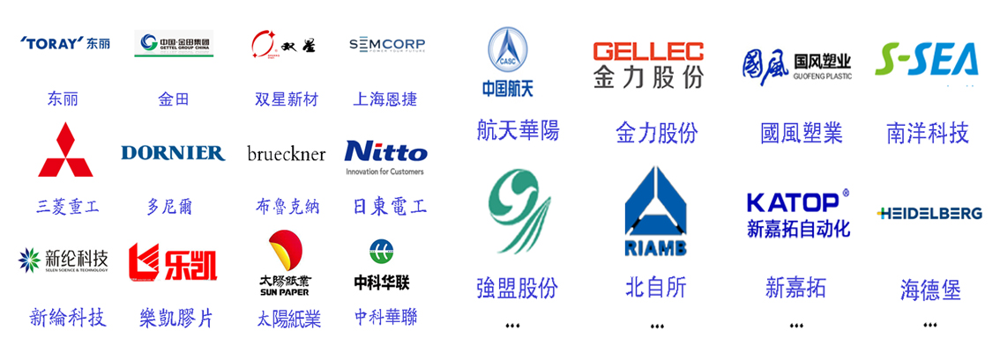 'TORAY' 东丽
中国·金田集团
GETTEL GROUP CHINA
双星
SEMCORP
POWER YOUR FUTURE
东丽
金田
双星新材
上海恩捷
CASC
中国航天
GELLEC
金力股份
國風
国风塑业
GUOFENG PLASTIC
S-SEA
航天華陽
金力股份
國風塑業
南洋科技
DORNIER
brueckner
Nitto
Innovation for Customers
三菱重工
多尼爾
布魯克納
日東電工
RIAMB
KATOP®
新嘉拓自动化
HEIDELBERG
強盟股份
北自所
新嘉拓
海德堡
...
...
...
...
新纶科技
SELEN SCIENCE & TECHNOLOGY
乐凯
太陽紙業
SUN PAPER
中科华联
新綸科技
樂凱膠片
太陽紙業
中科華聯